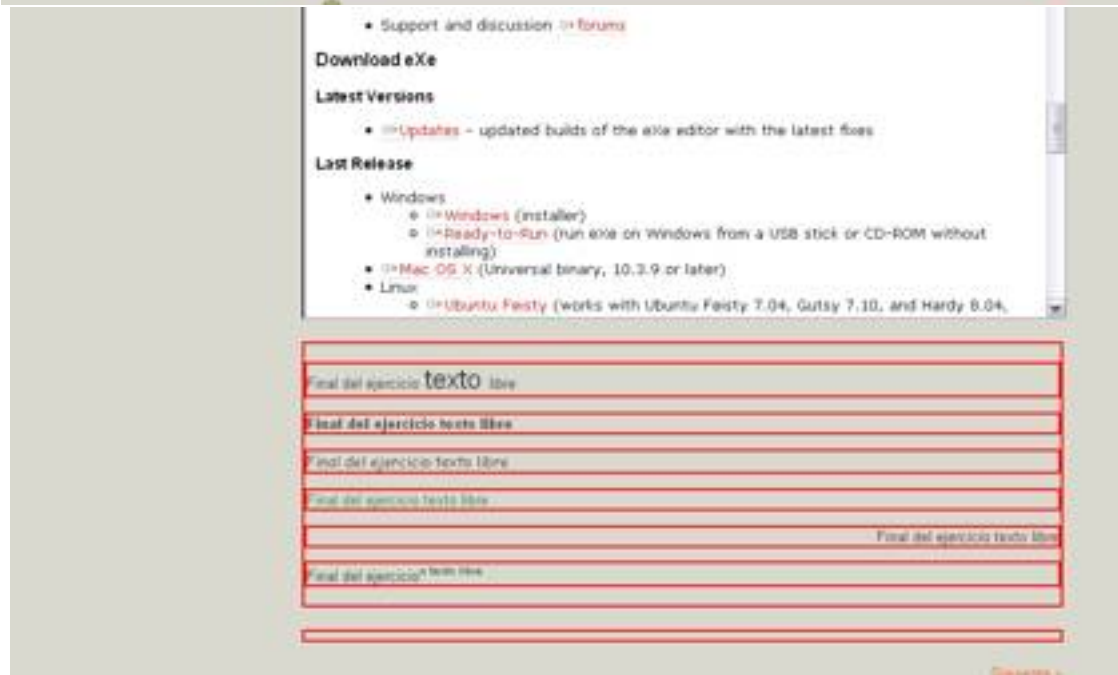 • Support and discussion forums
Download eXe
Latest Versions
• Updates - updated builds of the eXe editor with the latest fixes
Last Release
• Windows
o Windows (installer)
o Ready-to-Run (run eXe on Windows from a USB stick or CD-ROM without
installing)
• Mac OS X (Universal binary, 10.3.9 or later)
• Linux
o Ubuntu Feisty (works with Ubuntu Feisty 7.04, Gutsy 7.10, and Hardy 8.04,
Final del ejercicio texto libre
Final del ejercicio texto libre
Final del ejercicio texto libre
Final del ejercicio texto libre
Final del ejercicio texto libre
Final del ejercicio texto libre